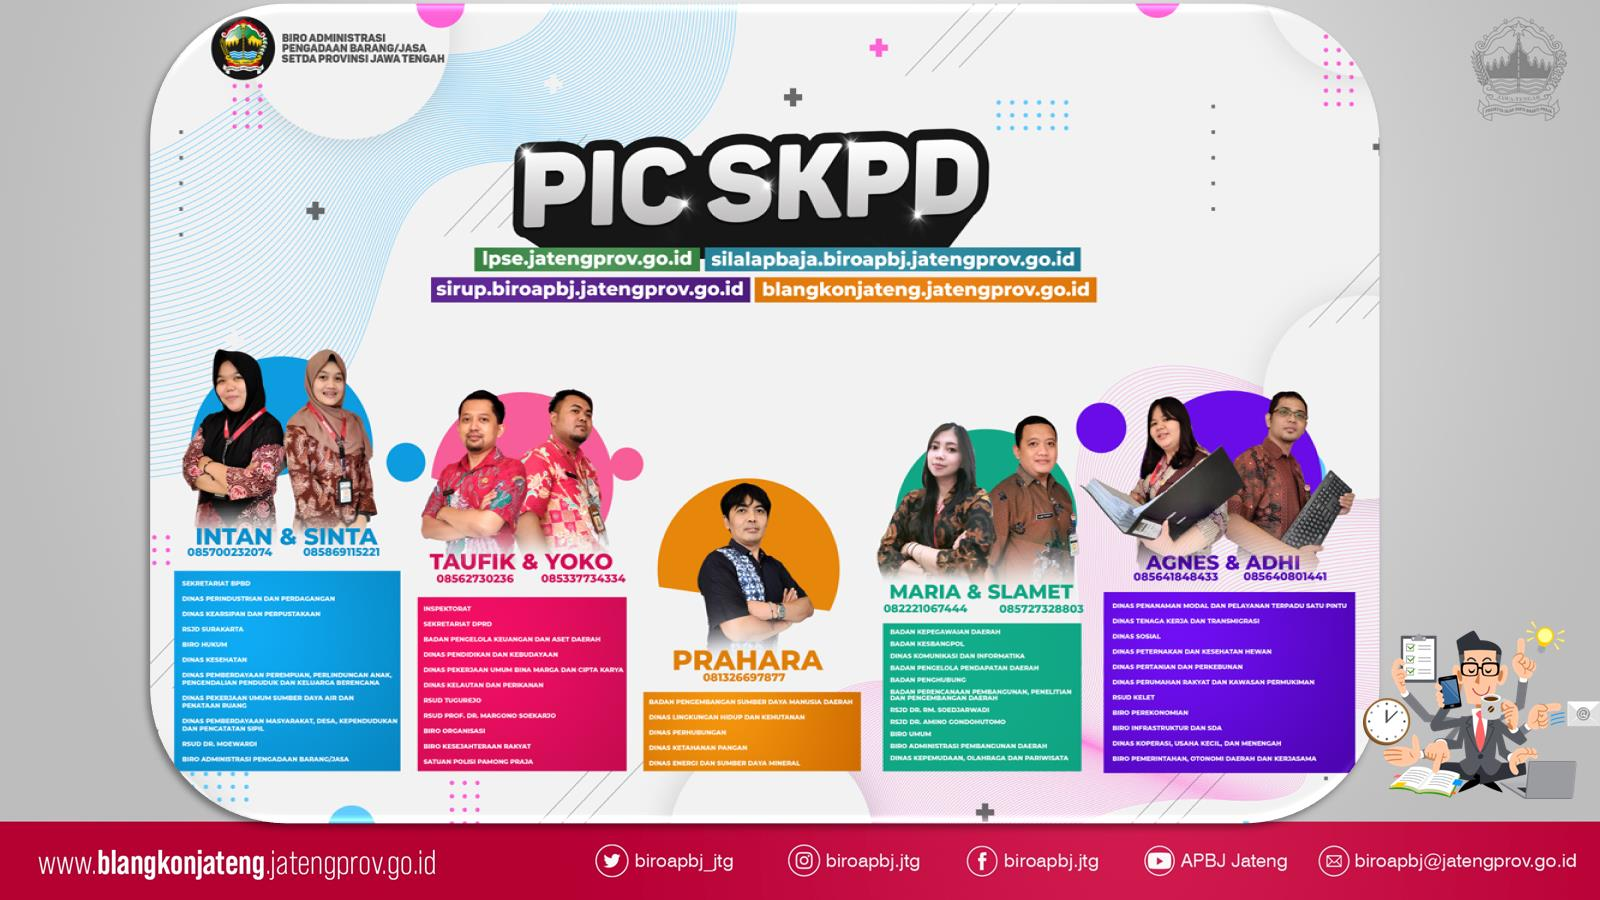 BIRO ADMINISTRASI
PENGADAAN BARANG/JASA
SETDA PROVINSI JAWA TENGAH
PIC SKPD
lpse.jatengprov.go.id
silalapbaja.biroapbj.jatengprov.go.id
sirup.biroapbj.jatengprov.go.id
blangkonjateng.jatengprov.go.id
INTAN & SINTA
085700232074 085869115221
SEKRETARIAT BPBD
DINAS PERINDUSTRIAN DAN PERDAGANGAN
DINAS KEARSIPAN DAN PERPUSTAKAAN
RSJD SURAKARTA
BIRO HUKUM
DINAS KESEHATAN
DINAS PEMBERDAYAAN PEREMPUAN, PERLINDUNGAN ANAK,
PENGENDALIAN PENDUDUK DAN KELUARGA BERENCANA
DINAS PEKERJAAN UMUM SUMBER DAYA AIR DAN
PENATAAN RUANG
DINAS PEMBERDAYAAN MASYARAKAT, DESA, KEPENDUDUKAN
DAN PENCATATAN SIPIL
RSUD DR. MOEWARDI
BIRO ADMINISTRASI PENGADAAN BARANG/JASA
TAUFIK & YOKO
08562730236 085337734334
INSPEKTORAT
SEKRETARIAT DPRD
BADAN PENGELOLA KEUANGAN DAN ASET DAERAH
DINAS PENDIDIKAN DAN KEBUDAYAAN
DINAS PEKERJAAN UMUM BINA MARGA DAN CIPTA KARYA
DINAS KELAUTAN DAN PERIKANAN
RSUD TUGUREJO
RSUD PROF. DR. MARGONO SOEKARJO
BIRO ORGANISASI
BIRO KESEJAHTERAAN RAKYAT
SATUAN POLISI PAMONG PRAJA
PRAHARA
081326697877
BADAN PENGEMBANGAN SUMBER DAYA MANUSIA DAERAH
DINAS LINGKUNGAN HIDUP DAN KEHUTANAN
DINAS PERHUBUNGAN
DINAS KETAHANAN PANGAN
DINAS ENERGI DAN SUMBER DAYA MINERAL
MARIA & SLAMET
082221067444 085727328803
BADAN KEPEGAWAIAN DAERAH
BADAN KESBANGPOL
DINAS KOMUNIKASI DAN INFORMATIKA
BADAN PENGELOLA PENDAPATAN DAERAH
BADAN PENGHUBUNG
BADAN PERENCANAAN PEMBANGUNAN, PENELITIAN
DAN PENGEMBANGAN DAERAH
RSJD DR. RM. SOEDJARWADI
RSJD DR. AMINO GONDOHUTOMO
BIRO UMUM
BIRO ADMINISTRASI PEMBANGUNAN DAERAH
DINAS KEPEMUDAAN, OLAHRAGA DAN PARIWISATA
AGNES & ADHI
085641848433 085640801441
DINAS PENANAMAN MODAL DAN PELAYANAN TERPADU SATU PINTU
DINAS TENAGA KERJA DAN TRANSMIGRASI
DINAS SOSIAL
DINAS PETERNAKAN DAN KESEHATAN HEWAN
DINAS PERTANIAN DAN PERKEBUNAN
DINAS PERUMAHAN RAKYAT DAN KAWASAN PERMUKIMAN
RSUD KELET
BIRO PEREKONOMIAN
BIRO INFRASTRUKTUR DAN SDA
DINAS KOPERASI, USAHA KECIL, DAN MENENGAH
BIRO PEMERINTAHAN, OTONOMI DAERAH DAN KERJASAMA
www.blangkonjateng.jatengprov.go.id
biroapbj_jtg
biroapbj.jtg
biroapbj.jtg
APBJ Jateng
biroapbj@jatengprov.go.id